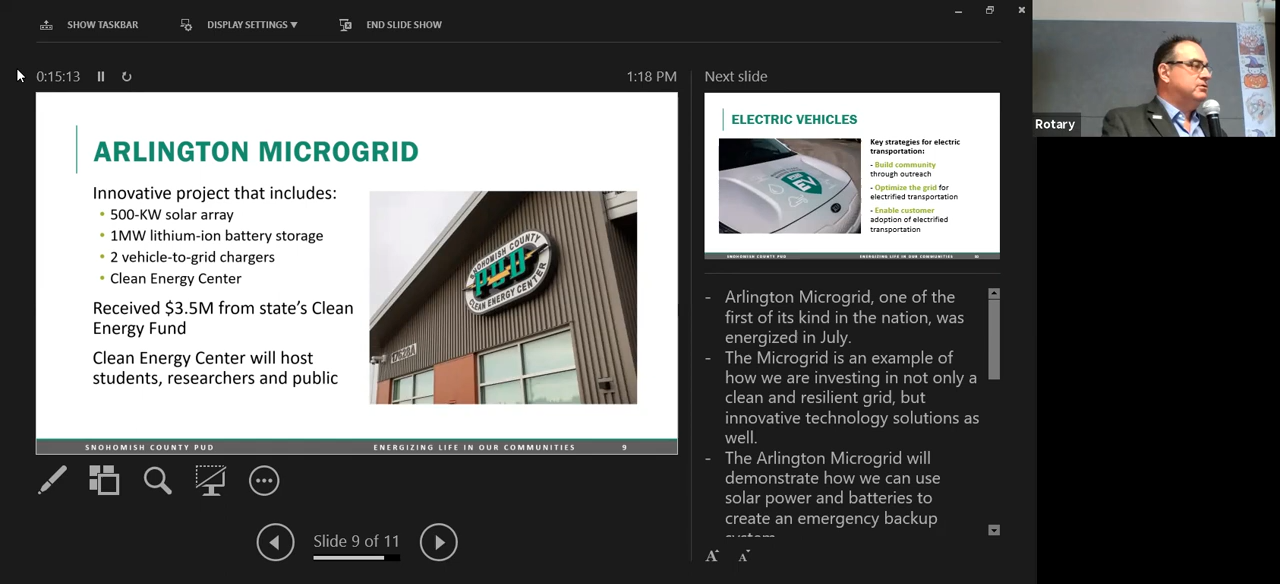 SHOW TASKBAR
DISPLAY SETTINGS ▼
END SLIDE SHOW
0:15:13
1:18 PM
ARLINGTON MICROGRID
Innovative project that includes:
• 500-KW solar array
• 1MW lithium-ion battery storage
• 2 vehicle-to-grid chargers
• Clean Energy Center
Received $3.5M from state's Clean
Energy Fund
Clean Energy Center will host
students, researchers and public
SNOHOMISH COUNTY
PUD
CLEAN ENERGY CENTER
17620A
SNOHOMISH COUNTY PUD
ENERGIZING LIFE IN OUR COMMUNITIES
9
Slide 9 of 11
Next slide
ELECTRIC VEHICLES
Key strategies for electric
transportation:
- Build community
through outreach
- Optimize the grid for
electrified transportation
- Enable customer
adoption of electrified
transportation
EV
SNOHOMISH COUNTY PUD
ENERGIZING LIFE IN OUR COMMUNITIES
- Arlington Microgrid, one of the
first of its kind in the nation, was
energized in July.
- The Microgrid is an example of
how we are investing in not only a
clean and resilient grid, but
innovative technology solutions as
well.
- The Arlington Microgrid will
demonstrate how we can use
solar power and batteries to
create an emergency backup
system
A A
Rotary